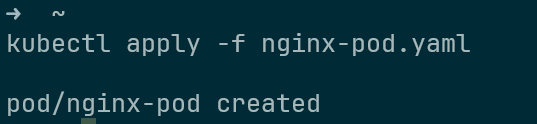 ➜ ~
kubectl apply -f nginx-pod.yaml
pod/nginx-pod created